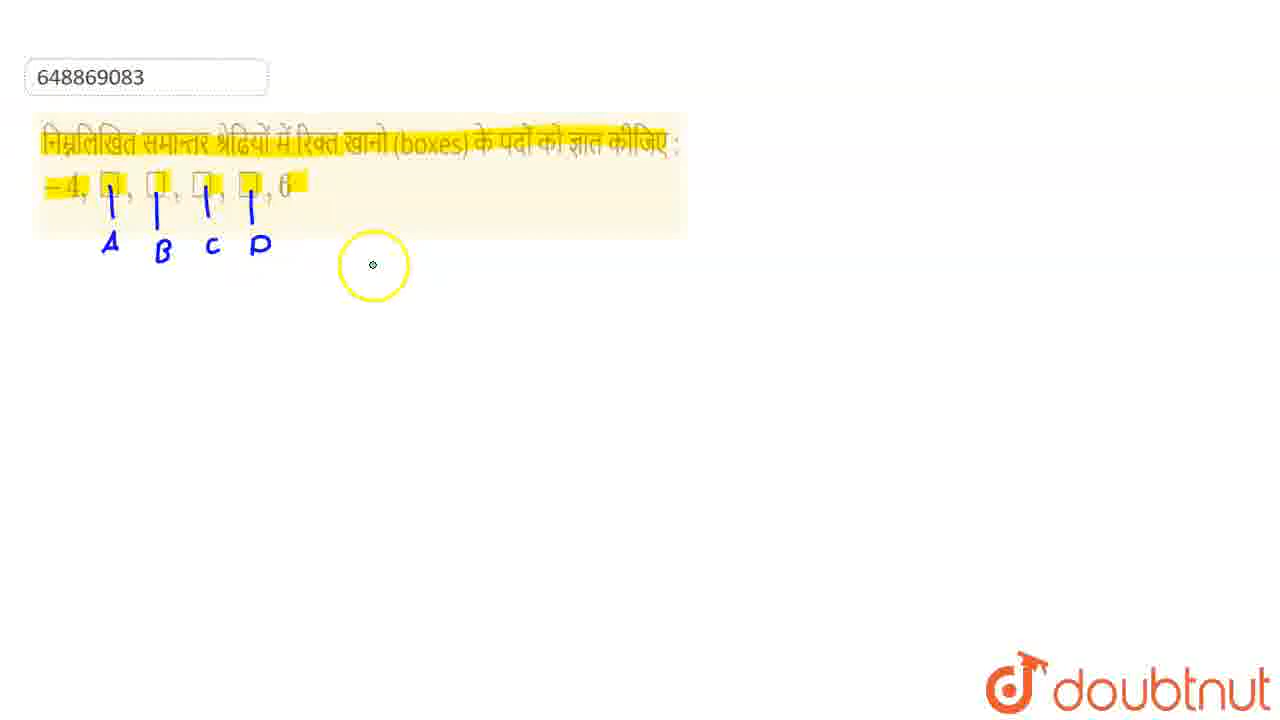 648869083
निम्नलिखित समान्तर श्रेढियों में रिक्त खानो (boxes) के पदों को ज्ञात कीजिए :
– 4, □, □, □, □, 6
A B C D
doubtnut